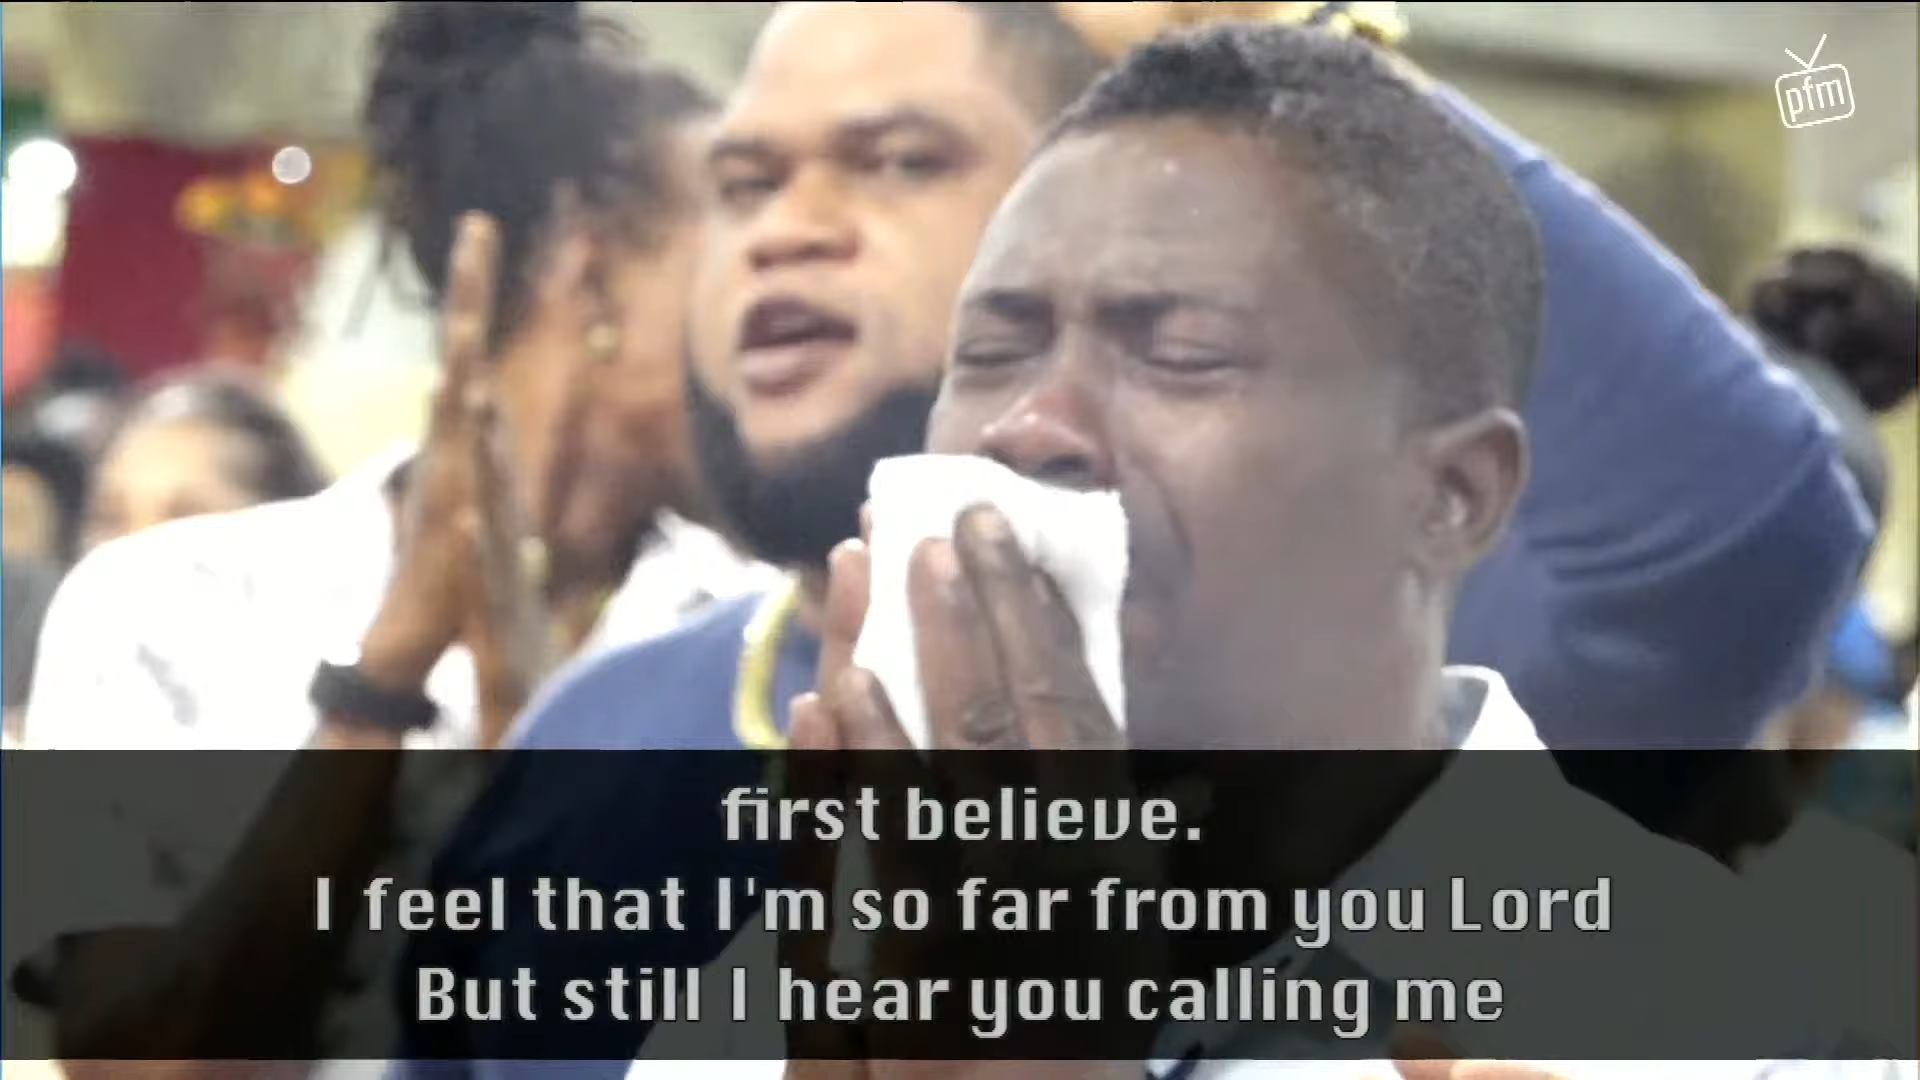 pfm
first believe.
I feel that I'm so far from you Lord
But still I hear you calling me